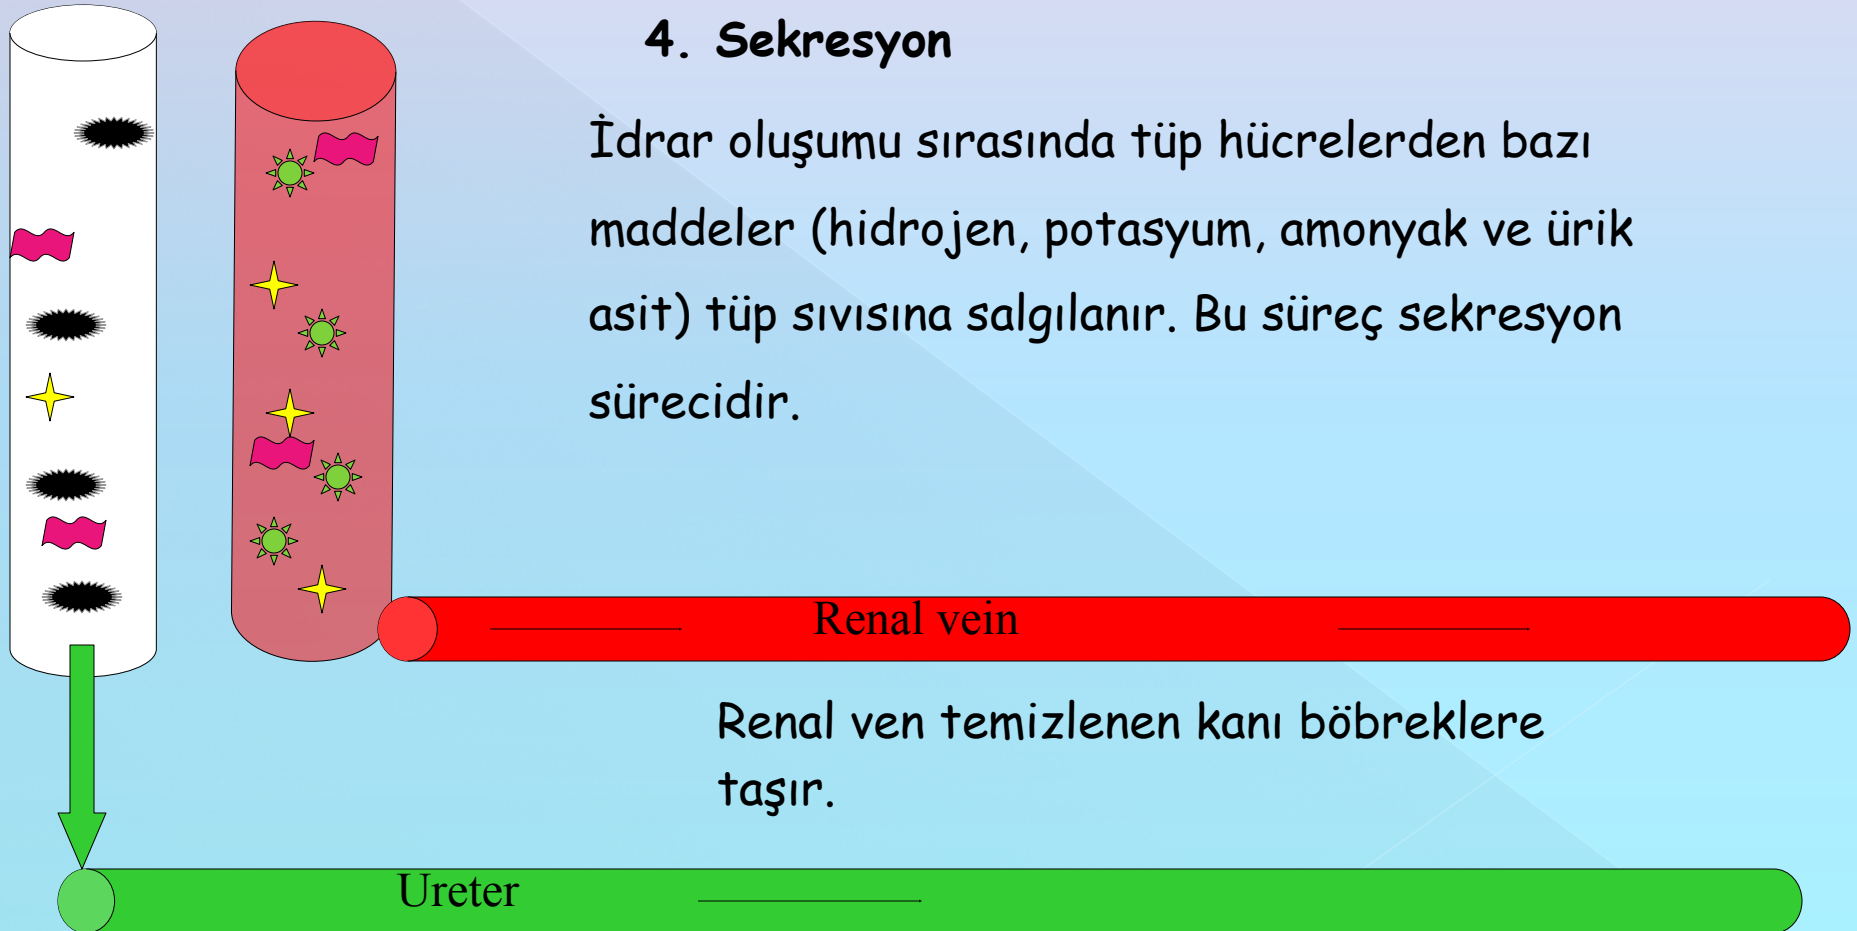 4. Sekresyon
İdrar oluşumu sırasında tüp hücrelerden bazı
maddeler (hidrojen, potasyum, amonyak ve ürik
asit) tüp sıvısına salgılanır. Bu süreç sekresyon
sürecidir.
Renal vein
Renal ven temizlenen kanı böbreklere
taşır.
Ureter